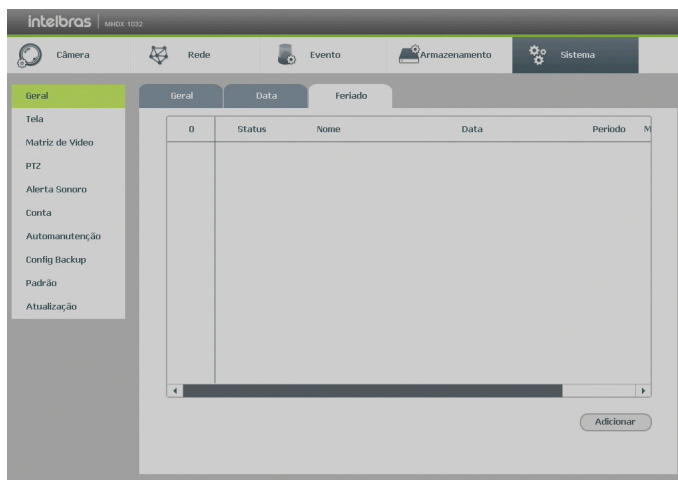 intelbras | MHDX 1032
Câmera Rede Evento Armazenamento Sistema
Geral
Tela
Matriz de Vídeo
PTZ
Alerta Sonoro
Conta
Automanutenção
Config Backup
Padrão
Atualização
Geral Data Feriado
0 Status Nome Data Periodo M
Adicionar